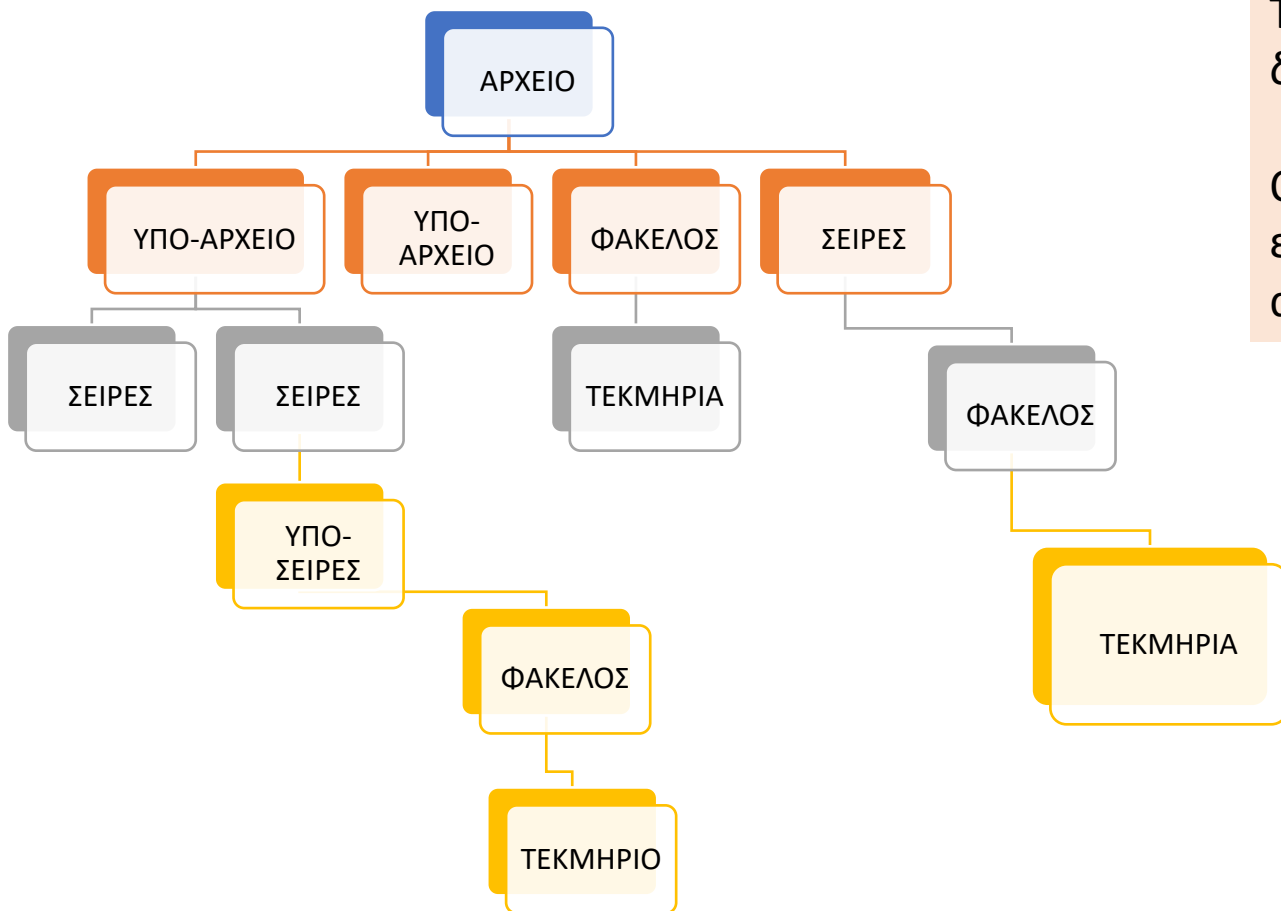 ΑΡΧΕΙΟ
ΥΠΟ-ΑΡΧΕΙΟ
ΥΠΟ-
ΑΡΧΕΙΟ
ΦΑΚΕΛΟΣ
ΣΕΙΡΕΣ
ΣΕΙΡΕΣ
ΣΕΙΡΕΣ
ΤΕΚΜΗΡΙΑ
ΦΑΚΕΛΟΣ
ΥΠΟ-
ΣΕΙΡΕΣ
ΦΑΚΕΛΟΣ
ΤΕΚΜΗΡΙΑ
ΤΕΚΜΗΡΙΟ